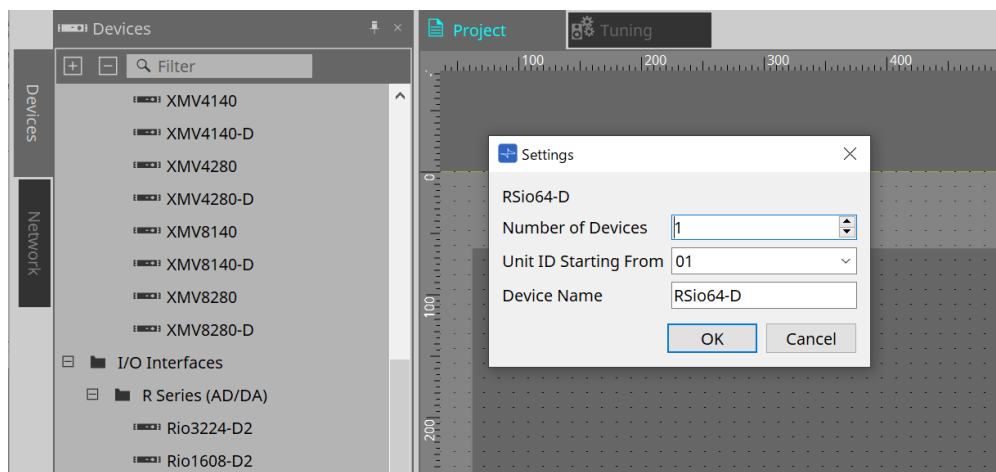 Devices
Filter
XMV4140
XMV4140-D
XMV4280
XMV4280-D
XMV8140
XMV8140-D
XMV8280
XMV8280-D
I/O Interfaces
R Series (AD/DA)
Rio3224-D2
Rio1608-D2
Devices
Network
Project
Tuning
100
200
300
400
0
100
200
Settings
RSio64-D
Number of Devices 1
Unit ID Starting From 01
Device Name RSio64-D
OK Cancel